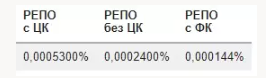 РЕПО РЕПО РЕПО
с ЦК без ЦК с ФК
0,0005300% 0,0002400% 0,000144%